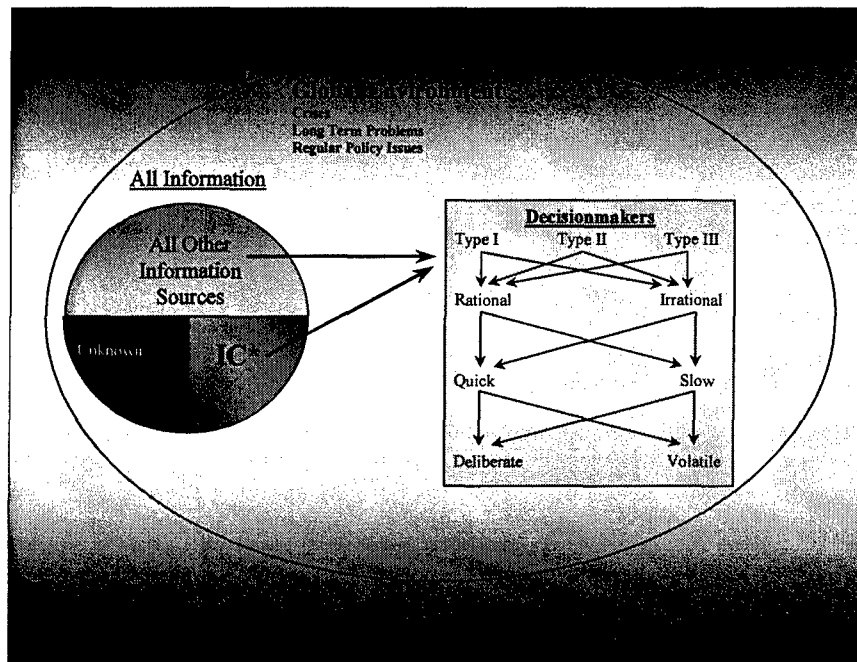 Global Environment
Crises
Long Term Problems
Regular Policy Issues
All Information
All Other
Information
Sources
Unknown
IC*
Decisionmakers
Type I Type II Type III
Rational Irrational
Quick Slow
Deliberate Volatile